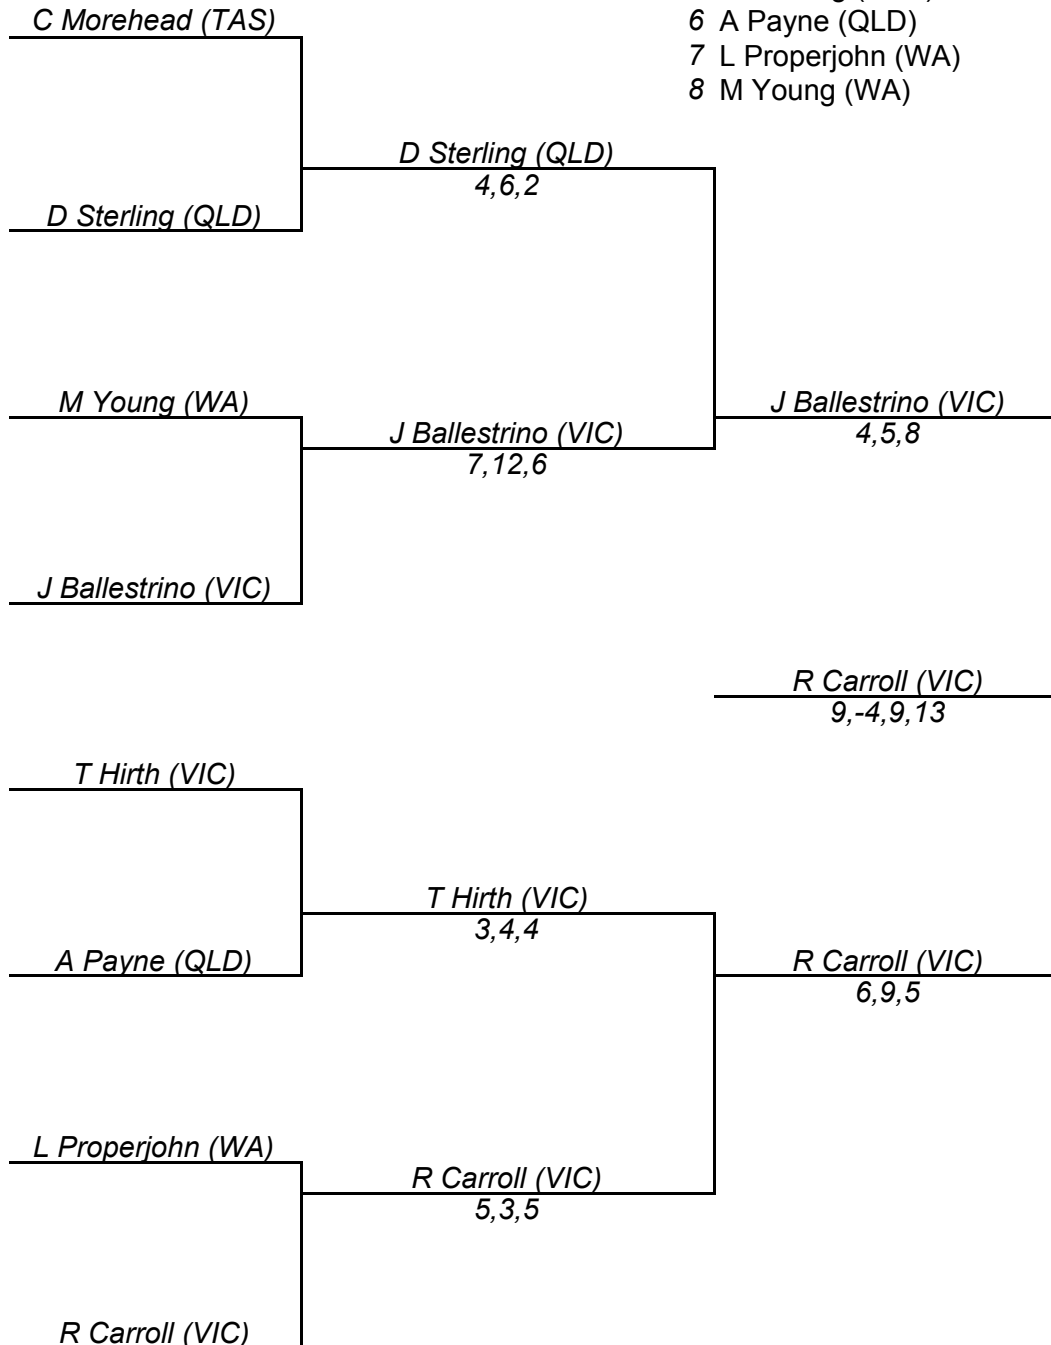 C Morehead (TAS)
6 A Payne (QLD)
7 L Properjohn (WA)
8 M Young (WA)
D Sterling (QLD)
4,6,2
D Sterling (QLD)
M Young (WA)
J Ballestrino (VIC)
4,5,8
J Ballestrino (VIC)
7,12,6
J Ballestrino (VIC)
R Carroll (VIC)
9,-4,9,13
T Hirth (VIC)
T Hirth (VIC)
3,4,4
A Payne (QLD)
R Carroll (VIC)
6,9,5
L Properjohn (WA)
R Carroll (VIC)
5,3,5
R Carroll (VIC)